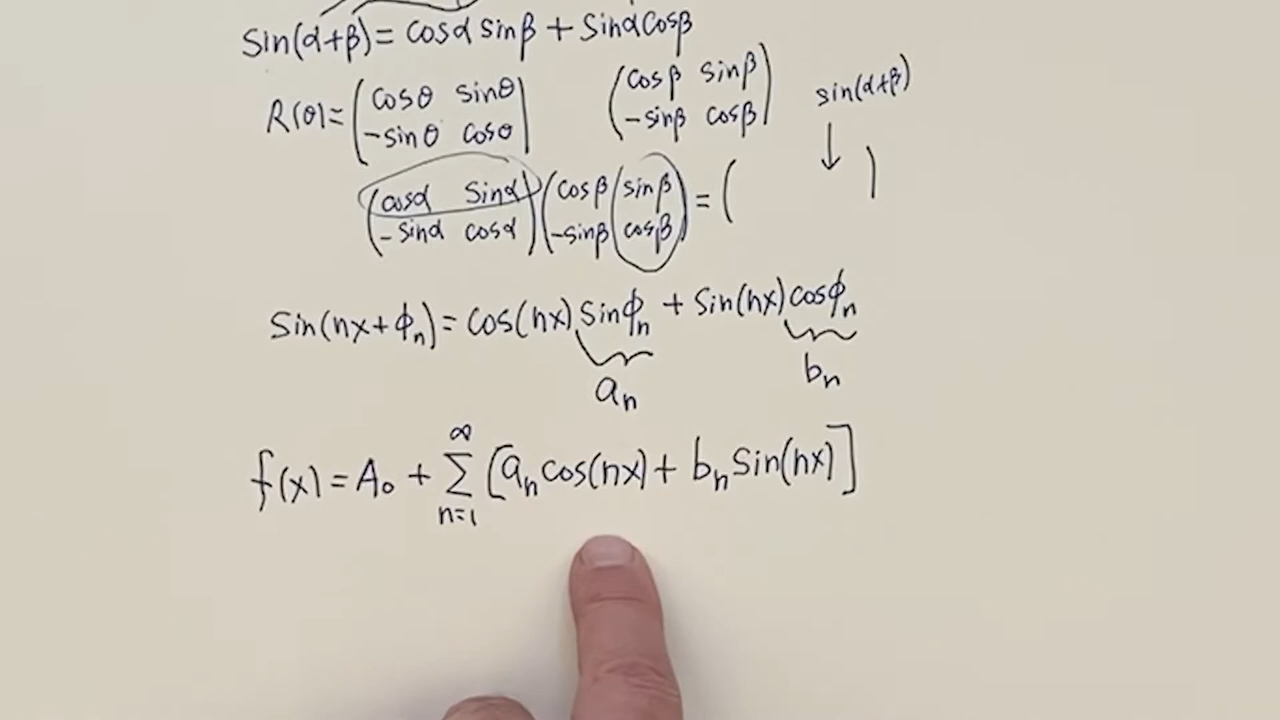 sin(α+β)= cosα sinβ + sinα cosβ
R(θ)= (cosθ sinθ (cosβ sinβ) sin(α+β)
-sinθ cosθ| -sinβ cosβ| ↓
(cosα sinα)(cosβ (sinβ) = ( )
-sinα cosα) -sinβ (cosβ)
sin(nx+ϕn)= cos(nx) sinϕn + sin(nx) cosϕn
an bn
f(x) = A₀ + ∞∑n=1 [an cos(nx) + bn sin(nx)]